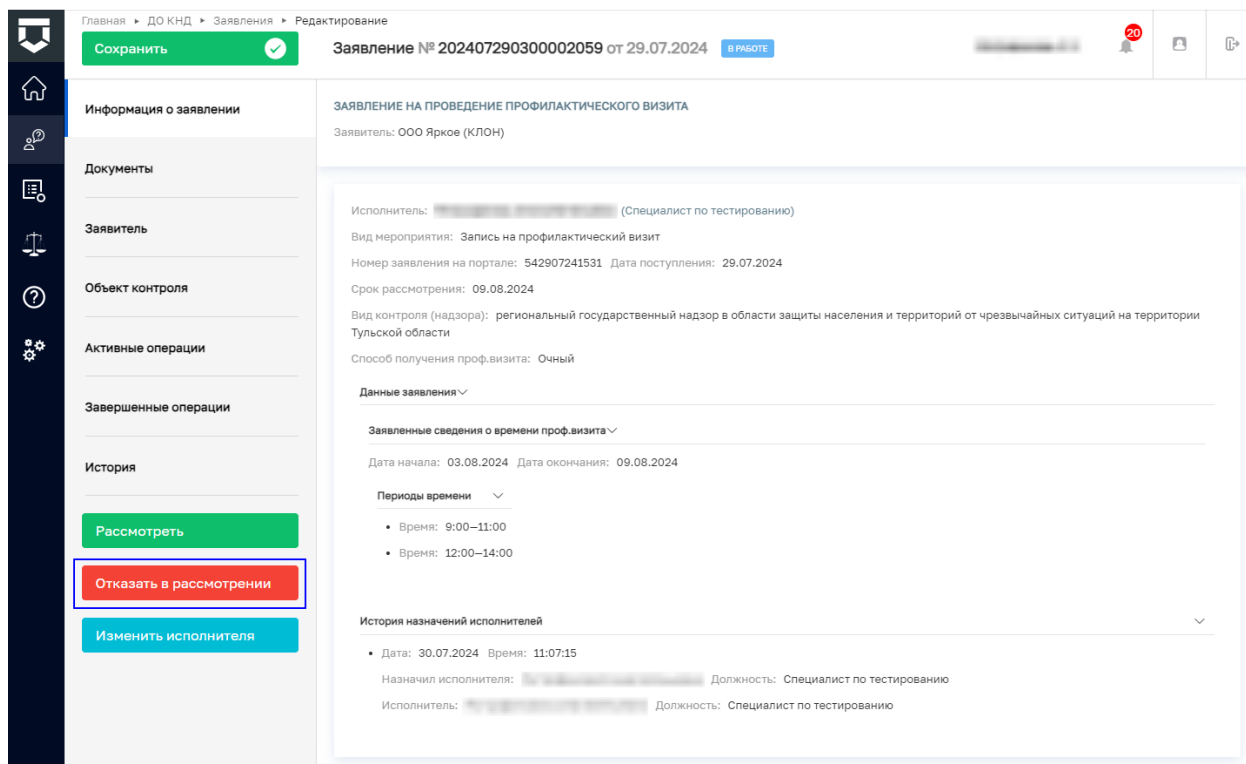 Главная ▸ ДО КНД ▸ Заявления ▸ Редактирование
Сохранить
Заявление № 202407290300002059 от 29.07.2024 В РАБОТЕ
20
Информация о заявлении
Документы
Заявитель
Объект контроля
Активные операции
Завершенные операции
История
Рассмотреть
Отказать в рассмотрении
Изменить исполнителя
ЗАЯВЛЕНИЕ НА ПРОВЕДЕНИЕ ПРОФИЛАКТИЧЕСКОГО ВИЗИТА
Заявитель: ООО Яркое (КЛОН)
Исполнитель: (Специалист по тестированию)
Вид мероприятия: Запись на профилактический визит
Номер заявления на портале: 542907241531 Дата поступления: 29.07.2024
Срок рассмотрения: 09.08.2024
Вид контроля (надзора): региональный государственный надзор в области защиты населения и территорий от чрезвычайных ситуаций на территории
Тульской области
Способ получения проф.визита: Очный
Данные заявления
Заявленные сведения о времени проф.визита
Дата начала: 03.08.2024 Дата окончания: 09.08.2024
Периоды времени
• Время: 9:00—11:00
• Время: 12:00—14:00
История назначений исполнителей
• Дата: 30.07.2024 Время: 11:07:15
Назначил исполнителя: Должность: Специалист по тестированию
Исполнитель: Должность: Специалист по тестированию